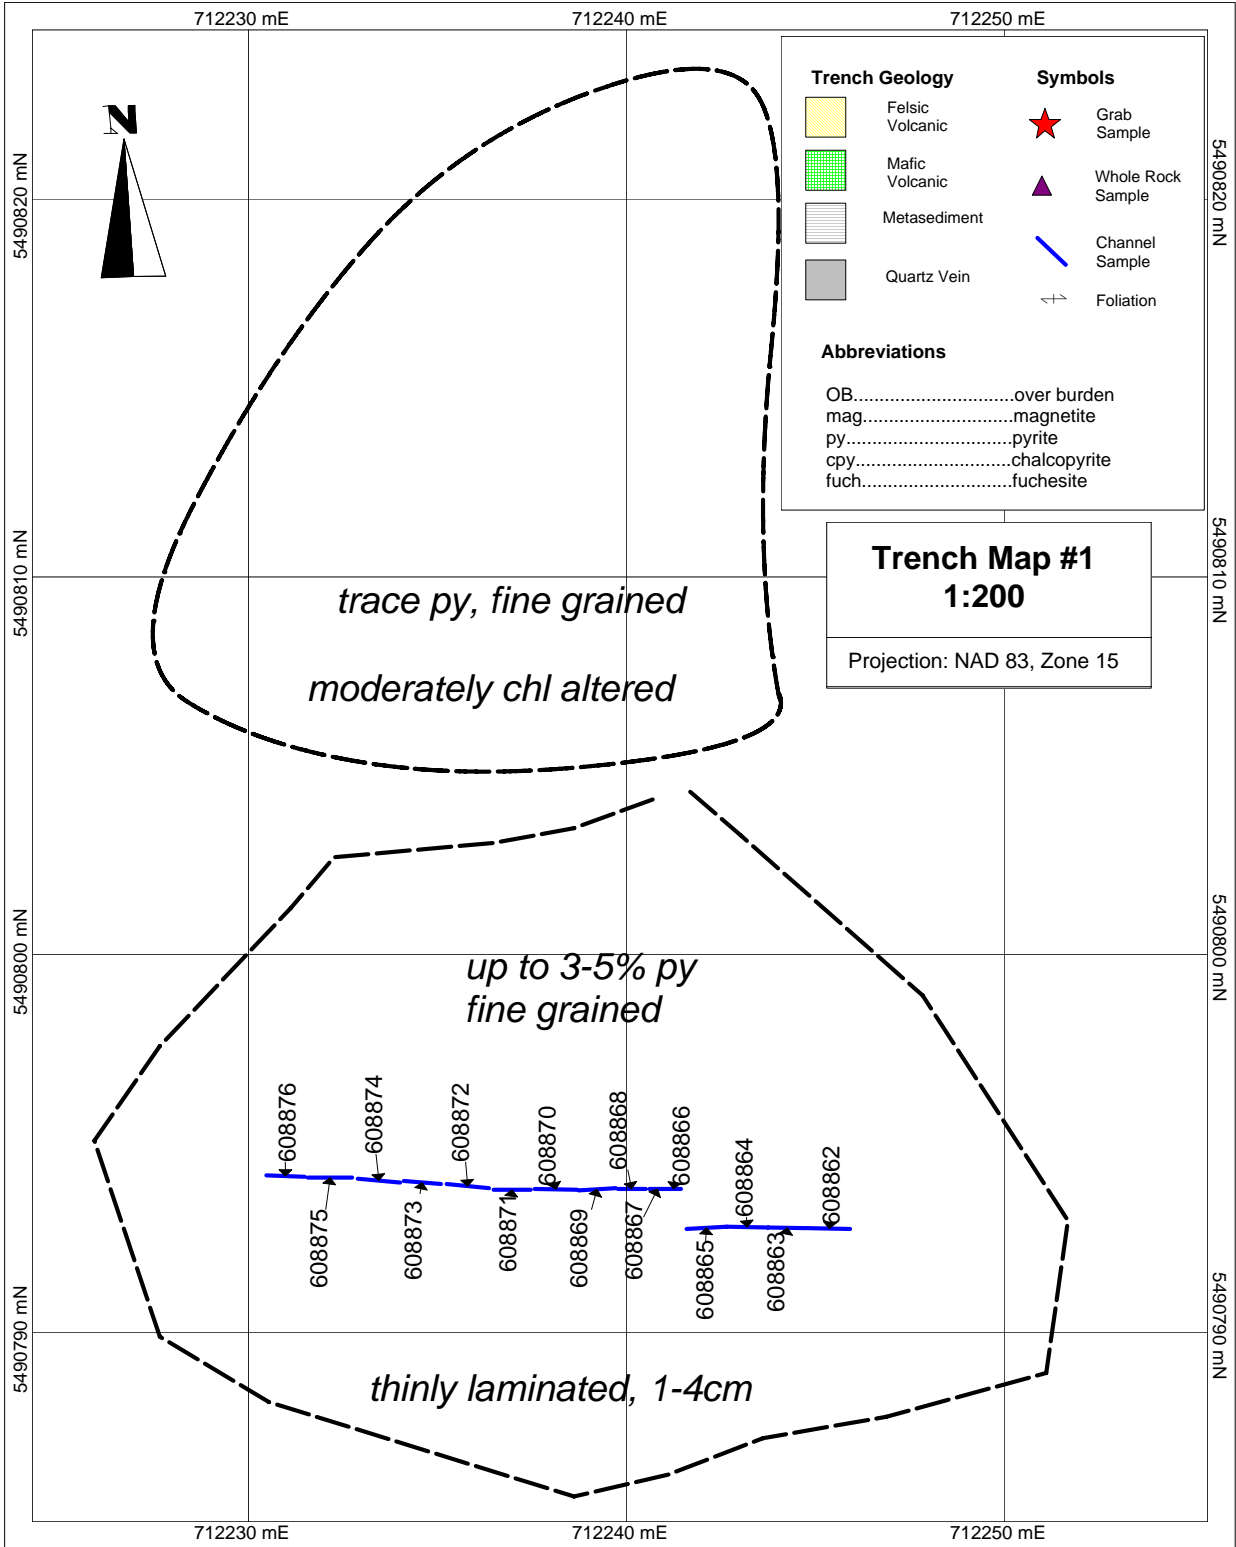 712230 mE
712240 mE
712250 mE
N
Trench Geology
Symbols
Felsic
Volcanic
Grab
Sample
Mafic
Volcanic
Whole Rock
Sample
Metasediment
Channel
Sample
Quartz Vein
Foliation
Abbreviations
OB..............................over burden
mag............................magnetite
py...............................pyrite
cpy.............................chalcopyrite
fuch............................fuchesite
5490820 mN
5490820 mN
Trench Map #1
1:200
Projection: NAD 83, Zone 15
5490810 mN
5490810 mN
trace py, fine grained
moderately chl altered
5490800 mN
5490800 mN
up to 3-5% py
fine grained
608876
608874
608872
608870
608868
608866
608864
608862
608875
608873
608871
608869
608867
608865
608863
5490790 mN
5490790 mN
thinly laminated, 1-4cm
712230 mE
712240 mE
712250 mE